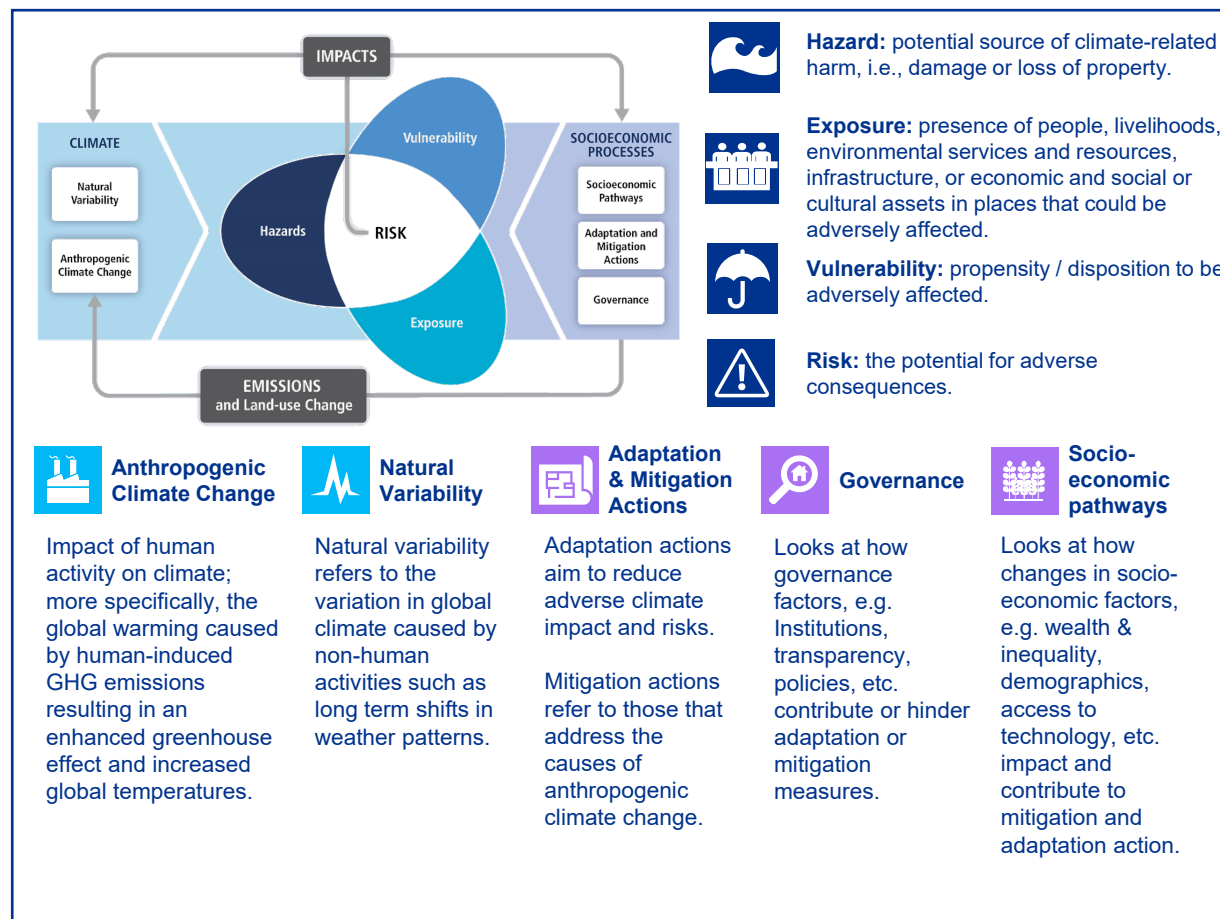 IMPACTS
CLIMATE
Natural
Variability
Anthropogenic
Climate Change
Vulnerability
Hazards
RISK
Exposure
SOCIOECONOMIC
PROCESSES
Socioeconomic
Pathways
Adaptation and
Mitigation
Actions
Governance
EMISSIONS
and Land-use Change
Hazard: potential source of climate-related
harm, i.e., damage or loss of property.
Exposure: presence of people, livelihoods,
environmental services and resources,
infrastructure, or economic and social or
cultural assets in places that could be
adversely affected.
Vulnerability: propensity / disposition to be
adversely affected.
Risk: the potential for adverse
consequences.
Anthropogenic
Climate Change
Impact of human
activity on climate;
more specifically, the
global warming caused
by human-induced
GHG emissions
resulting in an
enhanced greenhouse
effect and increased
global temperatures.
Natural
Variability
Natural variability
refers to the
variation in global
climate caused by
non-human
activities such as
long term shifts in
weather patterns.
Adaptation
& Mitigation
Actions
Adaptation actions
aim to reduce
adverse climate
impact and risks.
Mitigation actions
refer to those that
address the
causes of
anthropogenic
climate change.
Governance
Looks at how
governance
factors, e.g.
Institutions,
transparency,
policies, etc.
contribute or hinder
adaptation or
mitigation
measures.
Socio-
economic
pathways
Looks at how
changes in socio-
economic factors,
e.g. wealth &
inequality,
demographics,
access to
technology, etc.
impact and
contribute to
mitigation and
adaptation action.